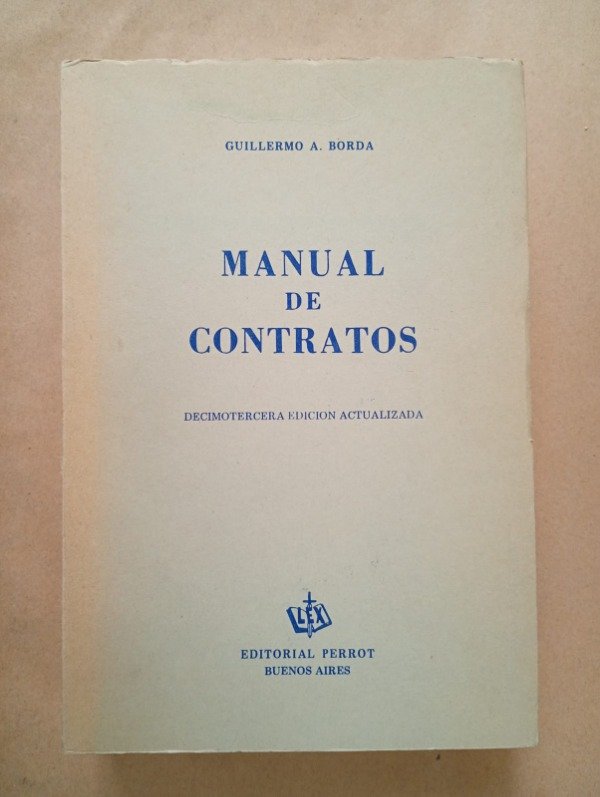 GUILLERMO A. BORDA
MANUAL
DE
CONTRATOS
DECIMOTERCERA EDICION ACTUALIZADA
LEX
EDITORIAL PERROT
BUENOS AIRES